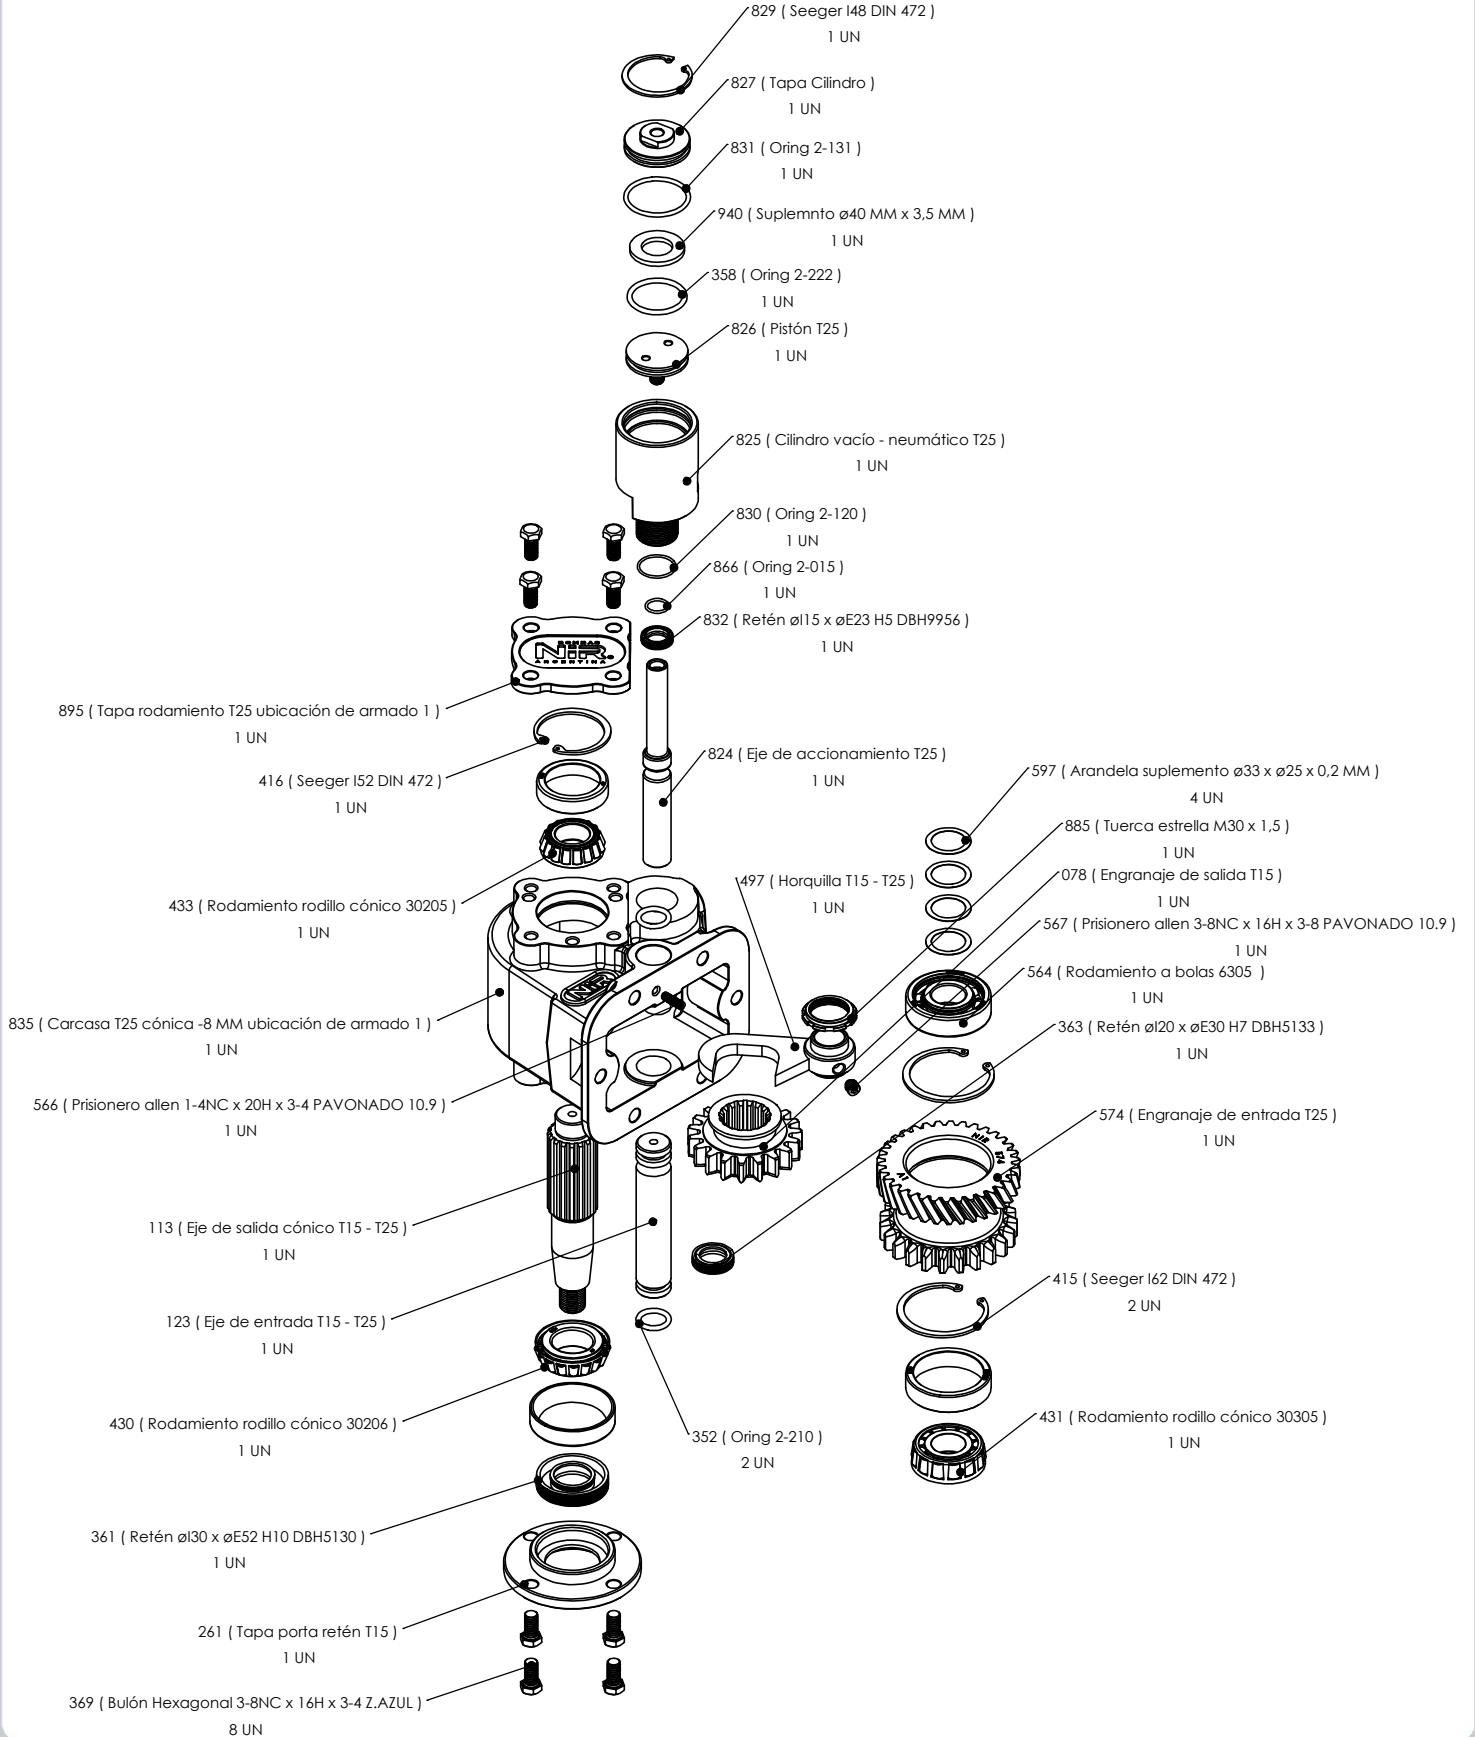 829 ( Seeger I48 DIN 472 )
1 UN
827 ( Tapa Cilindro )
1 UN
831 ( Oring 2-131 )
1 UN
940 ( Suplemnto ø40 MM x 3,5 MM )
1 UN
358 ( Oring 2-222 )
1 UN
826 ( Pistón T25 )
1 UN
825 ( Cilindro vacío - neumático T25 )
1 UN
830 ( Oring 2-120 )
1 UN
866 ( Oring 2-015 )
1 UN
832 ( Retén øI15 x øE23 H5 DBH9956 )
1 UN
BOMBAS
NIR
ARGENTINA
895 ( Tapa rodamiento T25 ubicación de armado 1 )
1 UN
416 ( Seeger I52 DIN 472 )
1 UN
824 ( Eje de accionamiento T25 )
1 UN
597 ( Arandela suplemento ø33 x ø25 x 0,2 MM )
4 UN
885 ( Tuerca estrella M30 x 1,5 )
1 UN
497 ( Horquilla T15 - T25 )
1 UN
078 ( Engranaje de salida T15 )
1 UN
433 ( Rodamiento rodillo cónico 30205 )
1 UN
567 ( Prisionero allen 3-8NC x 16H x 3-8 PAVONADO 10.9 )
1 UN
564 ( Rodamiento a bolas 6305 )
1 UN
NIR
835 ( Carcasa T25 cónica -8 MM ubicación de armado 1 )
1 UN
363 ( Retén øI20 x øE30 H7 DBH5133 )
1 UN
566 ( Prisionero allen 1-4NC x 20H x 3-4 PAVONADO 10.9 )
1 UN
574 ( Engranaje de entrada T25 )
1 UN
NIR
574
A1
113 ( Eje de salida cónico T15 - T25 )
1 UN
415 ( Seeger I62 DIN 472 )
2 UN
123 ( Eje de entrada T15 - T25 )
1 UN
430 ( Rodamiento rodillo cónico 30206 )
1 UN
352 ( Oring 2-210 )
2 UN
431 ( Rodamiento rodillo cónico 30305 )
1 UN
361 ( Retén øI30 x øE52 H10 DBH5130 )
1 UN
261 ( Tapa porta retén T15 )
1 UN
369 ( Bulón Hexagonal 3-8NC x 16H x 3-4 Z.AZUL )
8 UN